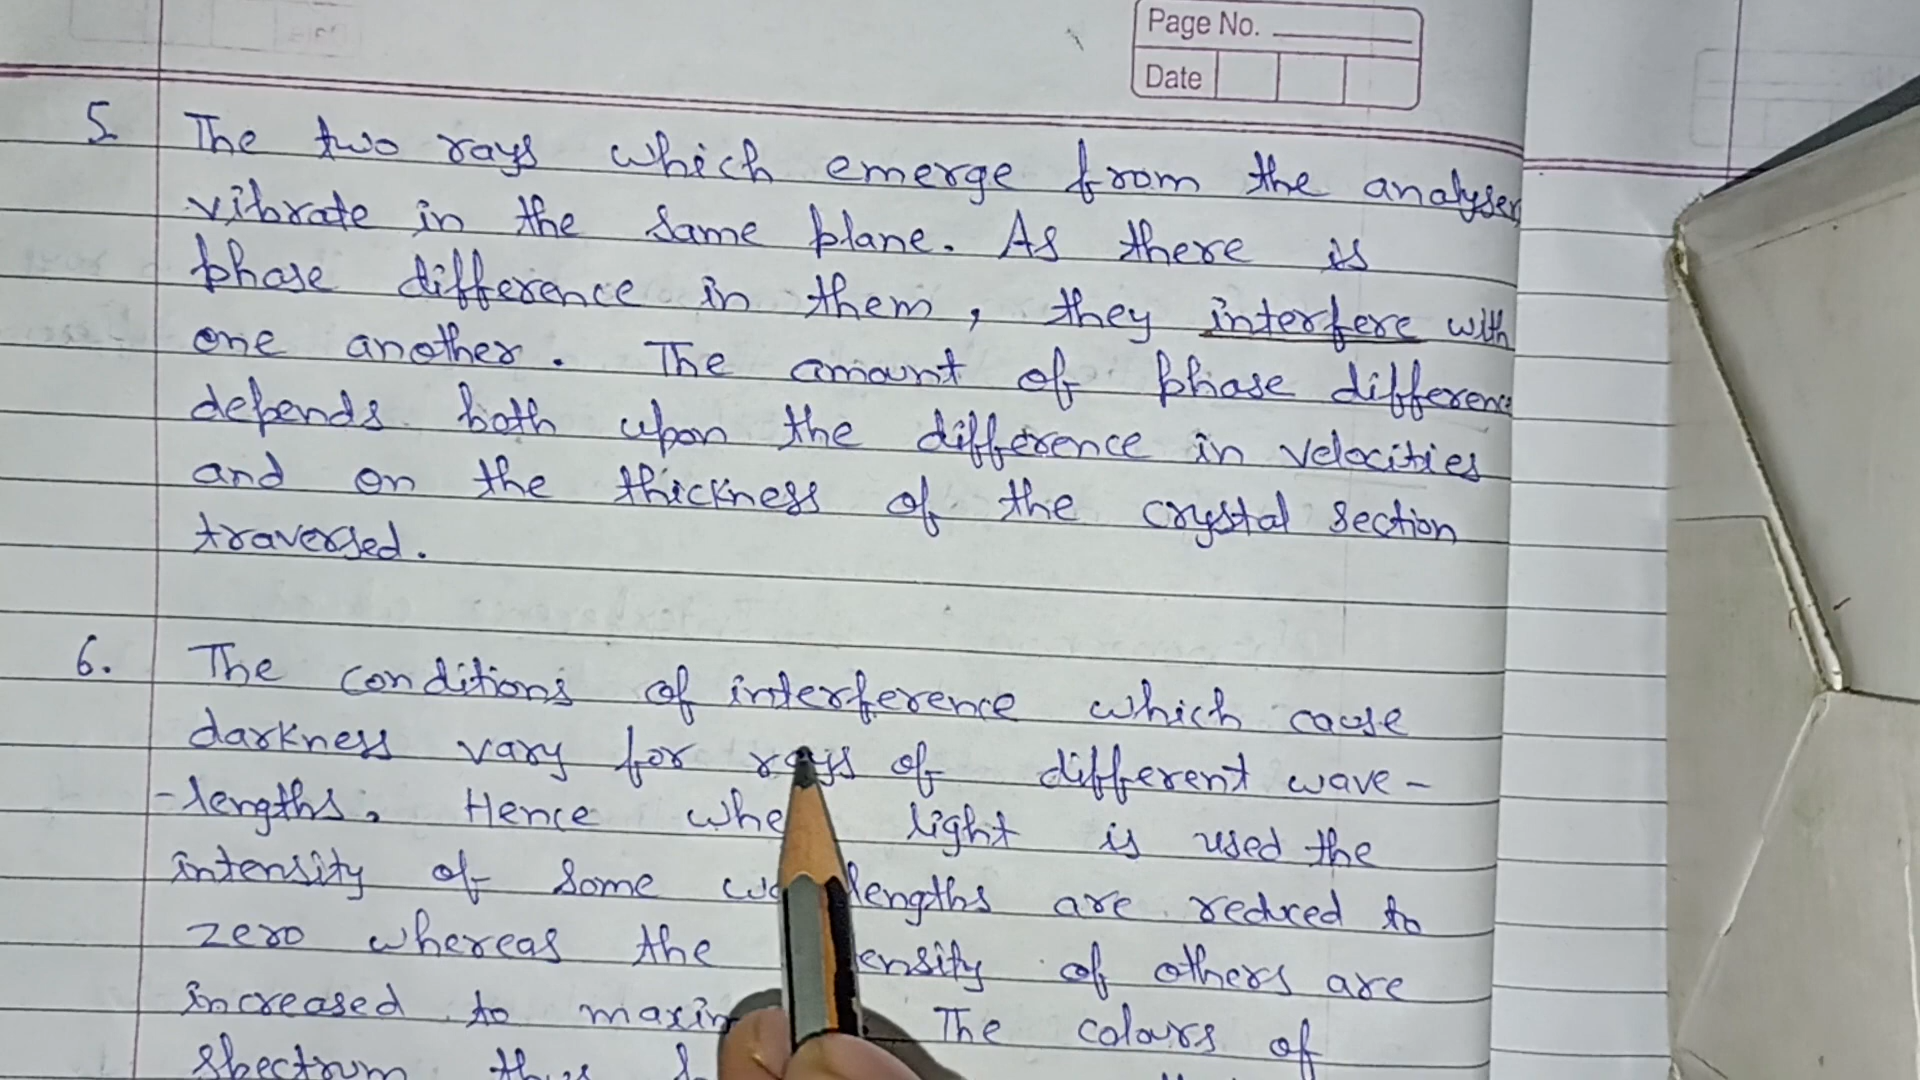 Page No.
Date
5. The two rays which emerge from the analyser
vibrate in the same plane. As there is
phase difference in them, they interfere with
one another. The amount of phase difference
depends both upon the difference in velocities
and on the thickness of the crystal section
traversed.
6. The conditions of interference which cause
darkness vary for rays of different wave-
-lengths. Hence light is used the
intensity of some lengths are reduced to
zero whereas the of others are
increased to The colours of
spectrum thus